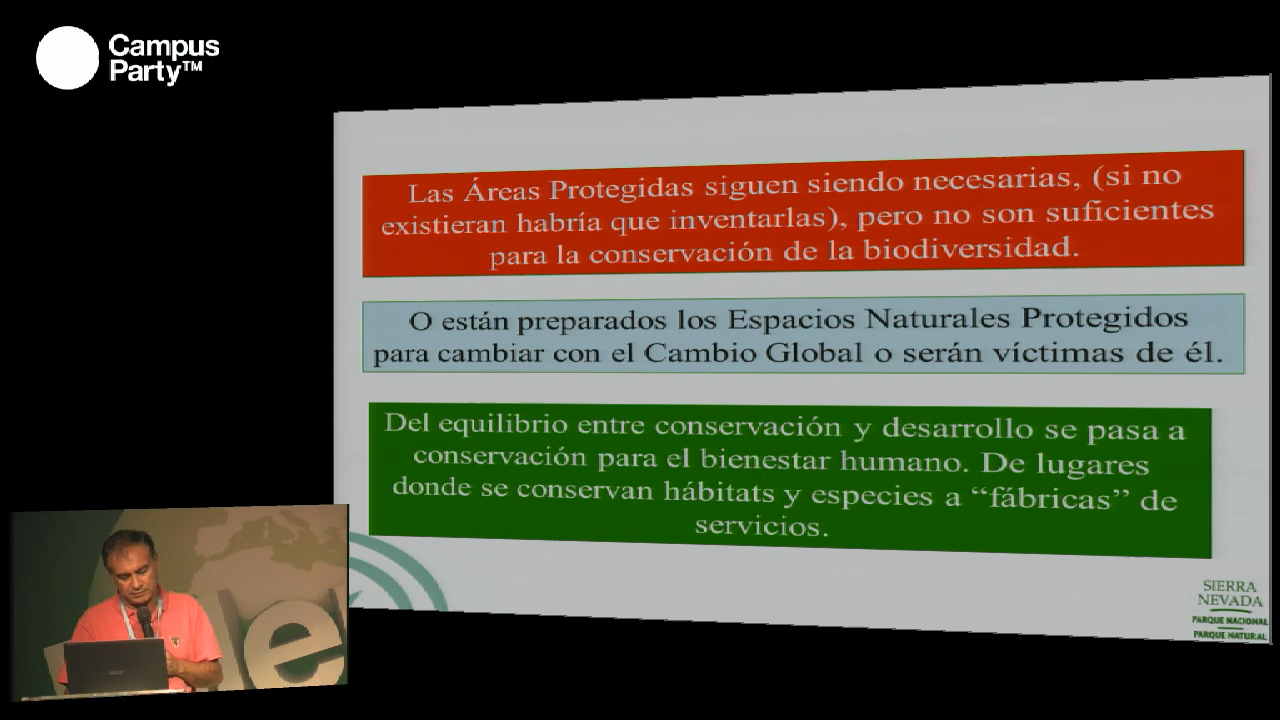 Campus
Party™
Las Áreas Protegidas siguen siendo necesarias, (si no
existieran habría que inventarlas), pero no son suficientes
para la conservación de la biodiversidad.
O están preparados los Espacios Naturales Protegidos
para cambiar con el Cambio Global o serán víctimas de él.
Del equilibrio entre conservación y desarrollo se pasa a
conservación para el bienestar humano. De lugares
donde se conservan hábitats y especies a “fábricas” de
servicios.
SIERRA
NEVADA
PARQUE NACIONAL
PARQUE NATURAL
acer